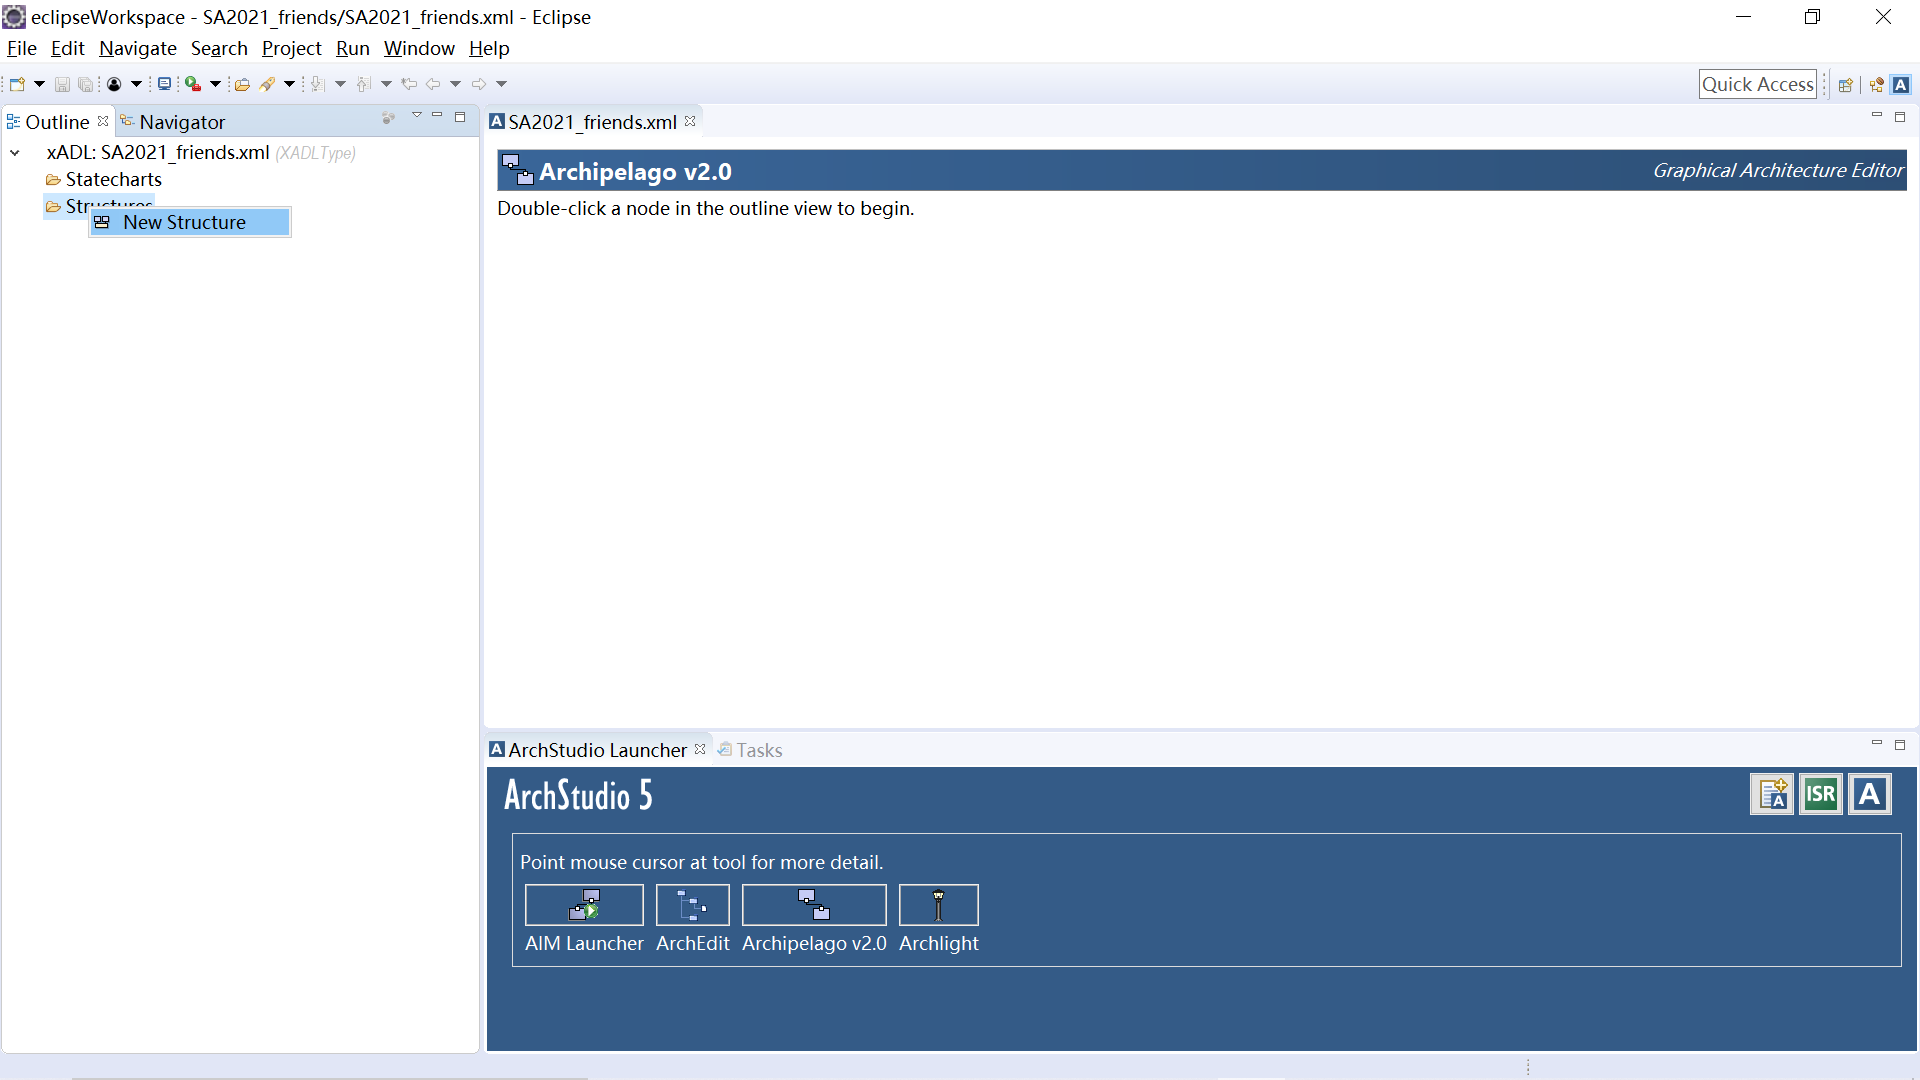 eclipseWorkspace - SA2021_friends/SA2021_friends.xml - Eclipse
File Edit Navigate Search Project Run Window Help
Quick Access
A
Outline
Navigator
xADL: SA2021_friends.xml (XADLType)
Statecharts
Structures
New Structure
A SA2021_friends.xml
Archipelago v2.0
Graphical Architecture Editor
Double-click a node in the outline view to begin.
A ArchStudio Launcher
Tasks
ArchStudio 5
A
ISR
A
Point mouse cursor at tool for more detail.
AIM Launcher
ArchEdit
Archipelago v2.0
Archlight